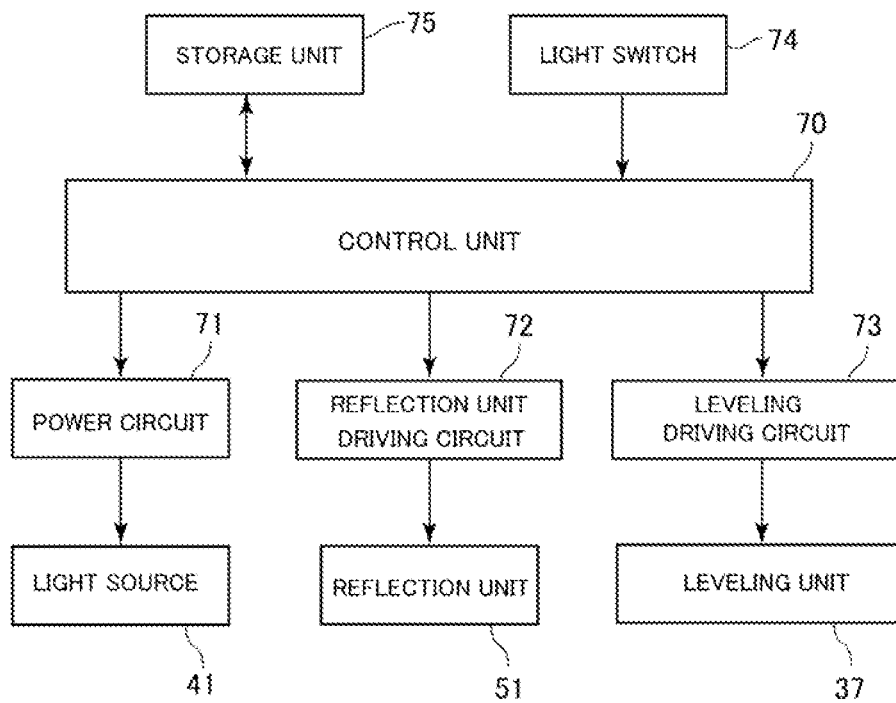 75
74
STORAGE UNIT
LIGHT SWITCH
70
CONTROL UNIT
71
72
73
POWER CIRCUIT
REFLECTION UNIT
DRIVING CIRCUIT
LEVELING
DRIVING CIRCUIT
LIGHT SOURCE
REFLECTION UNIT
LEVELING UNIT
41
51
37